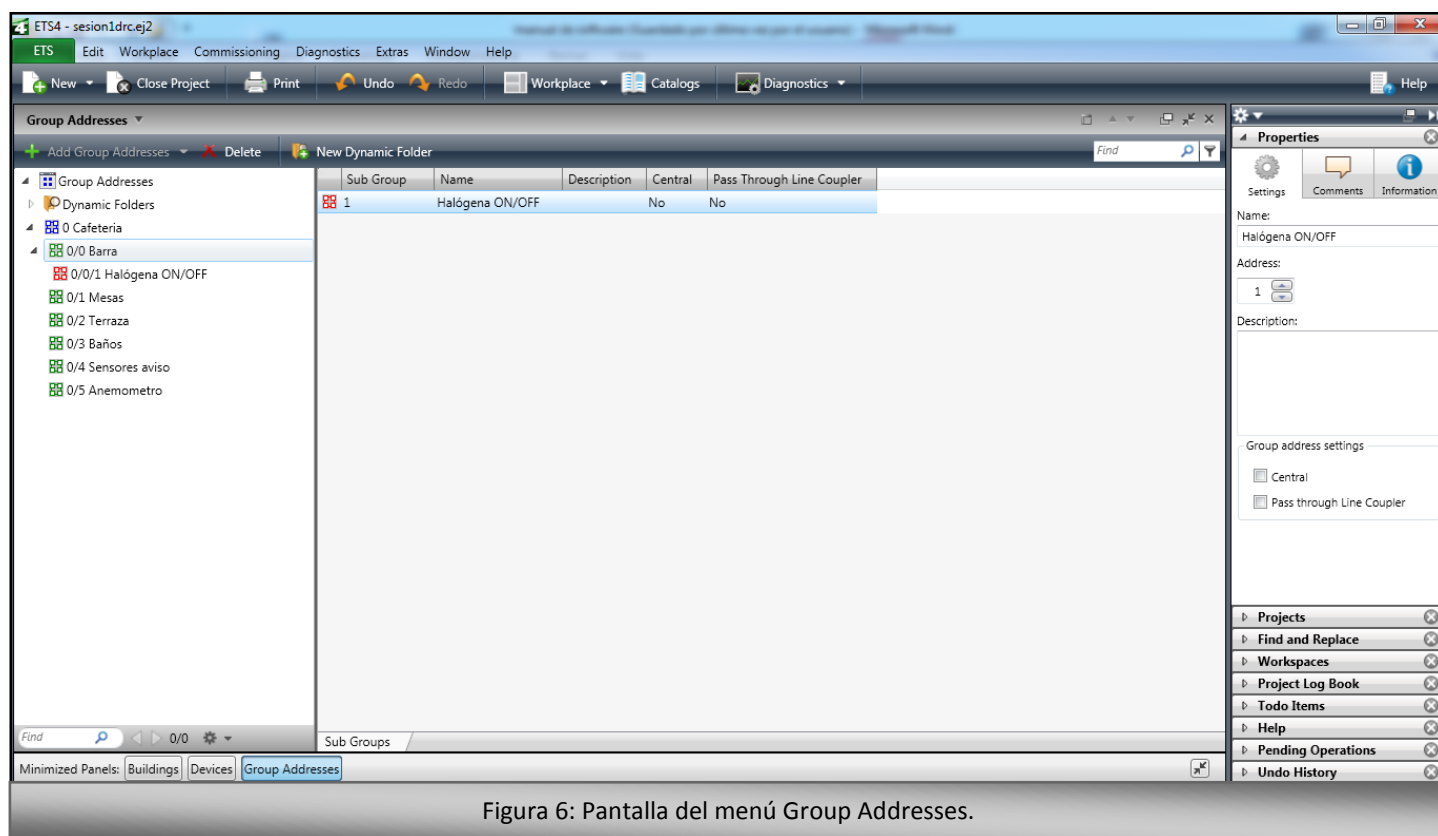 ETS4 - sesion1drc.ej2
ETS Edit Workplace Commissioning Diagnostics Extras Window Help
New Close Project Print Undo Redo Workplace Catalogs Diagnostics Help
Group Addresses
Add Group Addresses Delete New Dynamic Folder Find
Group Addresses
Dynamic Folders
0 Cafeteria
0/0 Barra
0/0/1 Halógena ON/OFF
0/1 Mesas
0/2 Terraza
0/3 Baños
0/4 Sensores aviso
0/5 Anemometro
Find 0/0
Sub Group Name Description Central Pass Through Line Coupler
1 Halógena ON/OFF No No
Sub Groups
Minimized Panels: Buildings Devices Group Addresses
Properties
Settings Comments Information
Name:
Halógena ON/OFF
Address:
1
Description:
Group address settings
Central
Pass through Line Coupler
Projects
Find and Replace
Workspaces
Project Log Book
Todo Items
Help
Pending Operations
Undo History
Figura 6: Pantalla del menú Group Addresses.